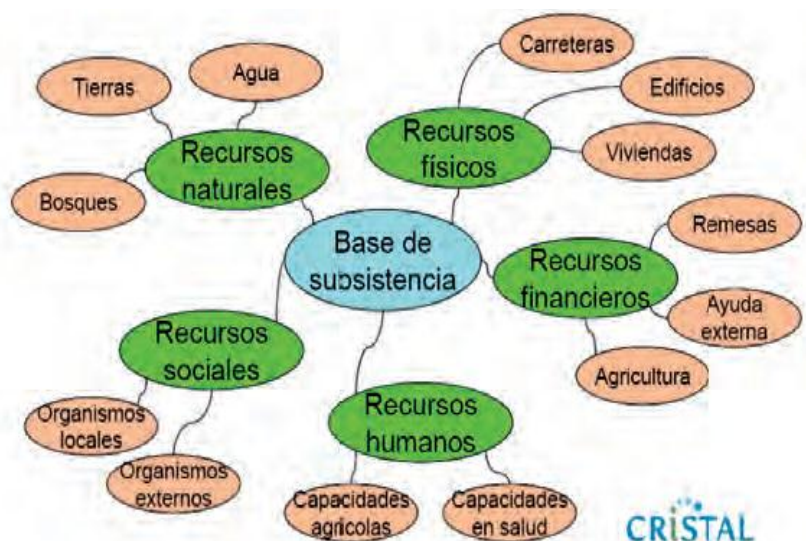 Carreteras
Agua
Tierras
Edificios
Recursos
físicos
Recursos
naturales
Viviendas
Bosques
Base de
subsistencia
Remesas
Recursos
financieros
Ayuda
externa
Recursos
sociales
Agricultura
Organismos
locales
Recursos
humanos
Organismos
externos
Capacidades
agricolas
Capacidades
en salud
CRiSTAL